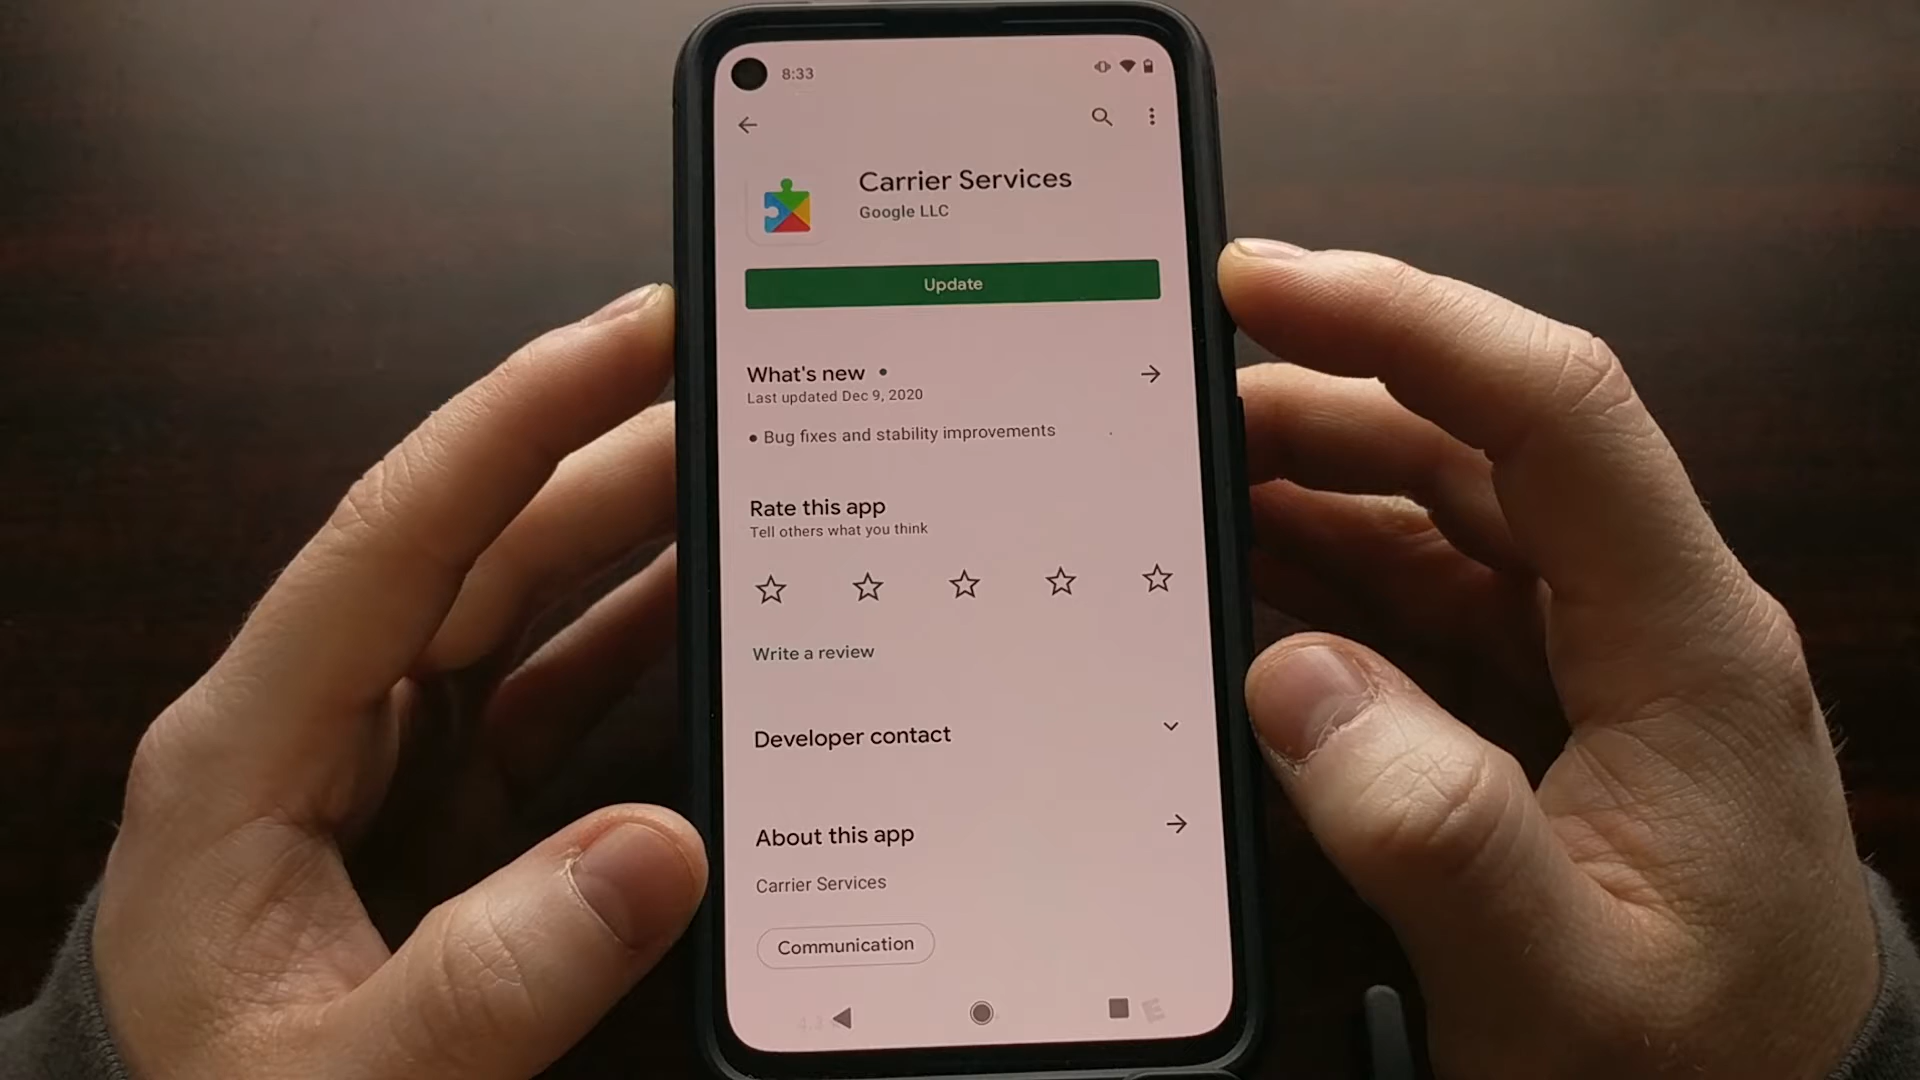 8:33
Carrier Services
Google LLC
Update
What's new •
Last updated Dec 9, 2020
• Bug fixes and stability improvements
Rate this app
Tell others what you think
Write a review
Developer contact
About this app
Carrier Services
Communication